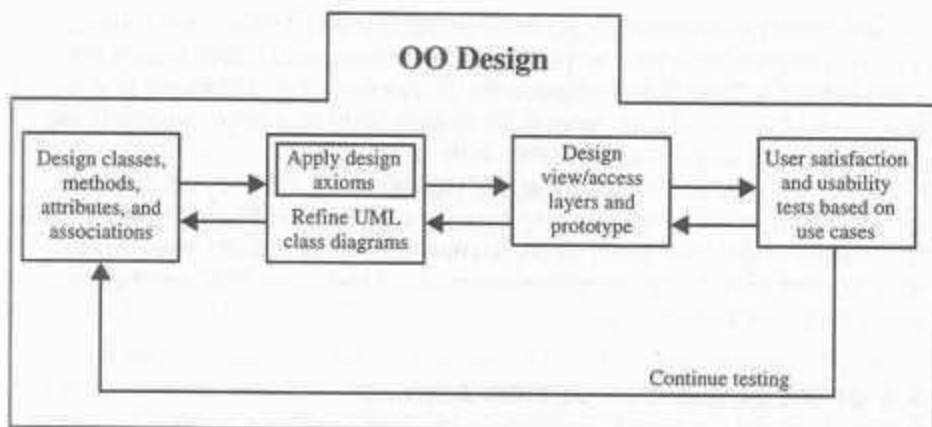 OO Design
Design classes,
methods,
attributes, and
associations
Apply design
axioms
Refine UML
class diagrams
Design
view/access
layers and
prototype
User satisfaction
and usability
tests based on
use cases
Continue testing